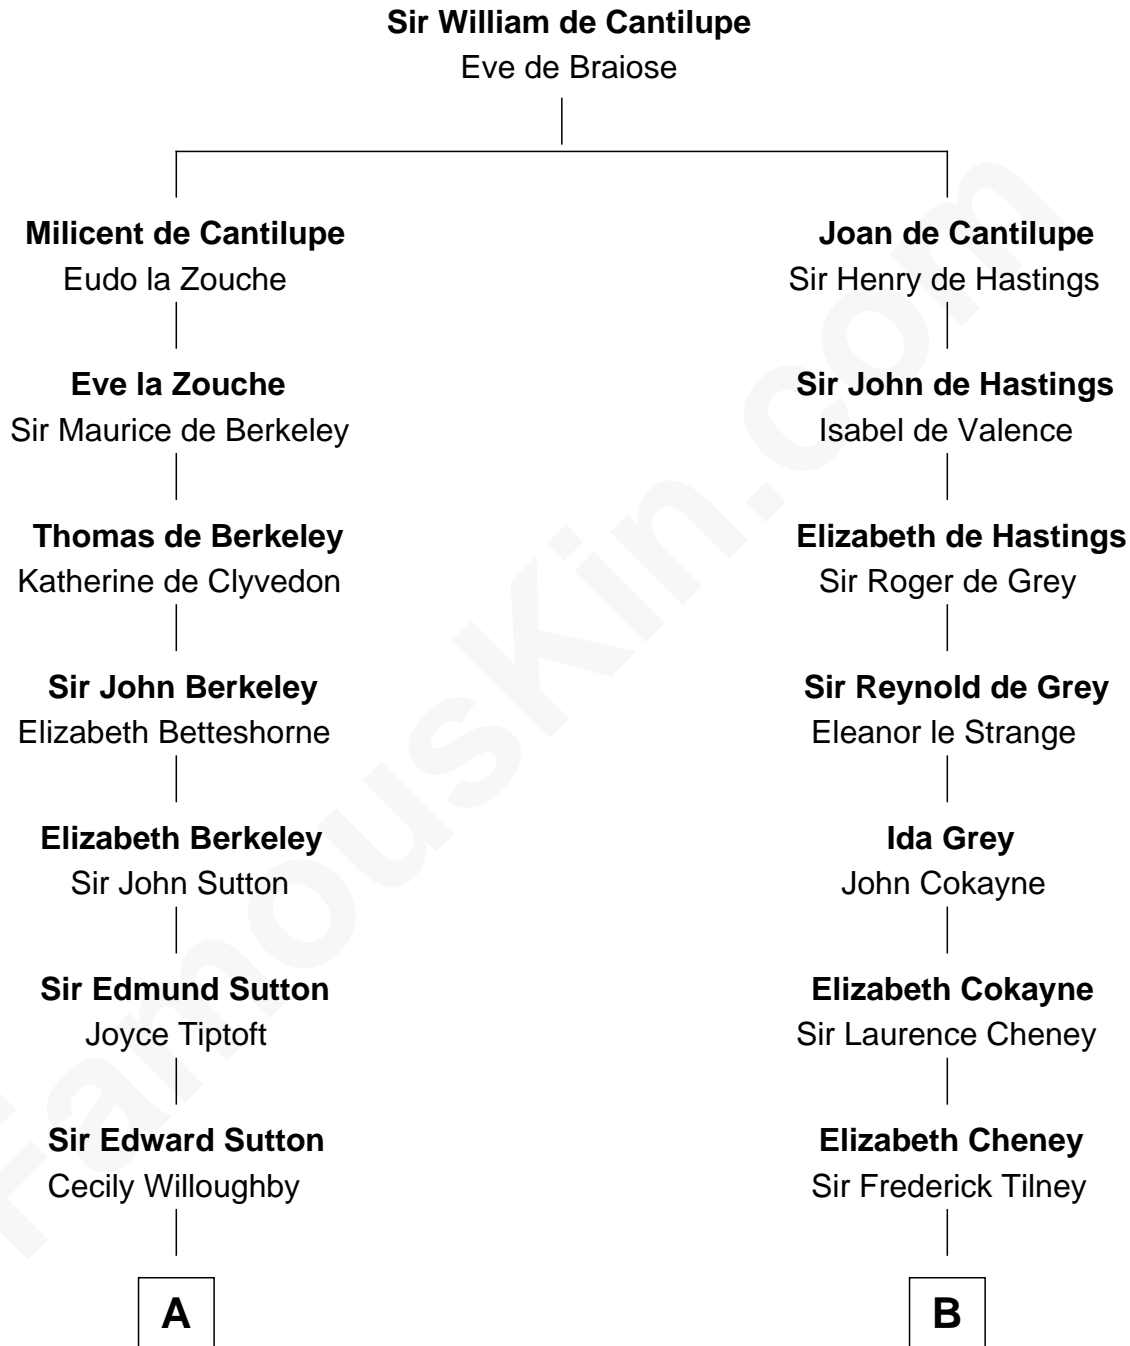 Sir William de Cantilupe
Eve de Braiose
Milicent de Cantilupe
Eudo la Zouche
Joan de Cantilupe
Sir Henry de Hastings
Eve la Zouche
Sir Maurice de Berkeley
Sir John de Hastings
Isabel de Valence
Thomas de Berkeley
Katherine de Clyvedon
Elizabeth de Hastings
Sir Roger de Grey
Sir John Berkeley
Elizabeth Betteshorne
Sir Reynold de Grey
Eleanor le Strange
Elizabeth Berkeley
Sir John Sutton
Ida Grey
John Cokayne
Sir Edmund Sutton
Joyce Tiptoft
Elizabeth Cokayne
Sir Laurence Cheney
Sir Edward Sutton
Cecily Willoughby
Elizabeth Cheney
Sir Frederick Tilney
A
B
FamousKin.com